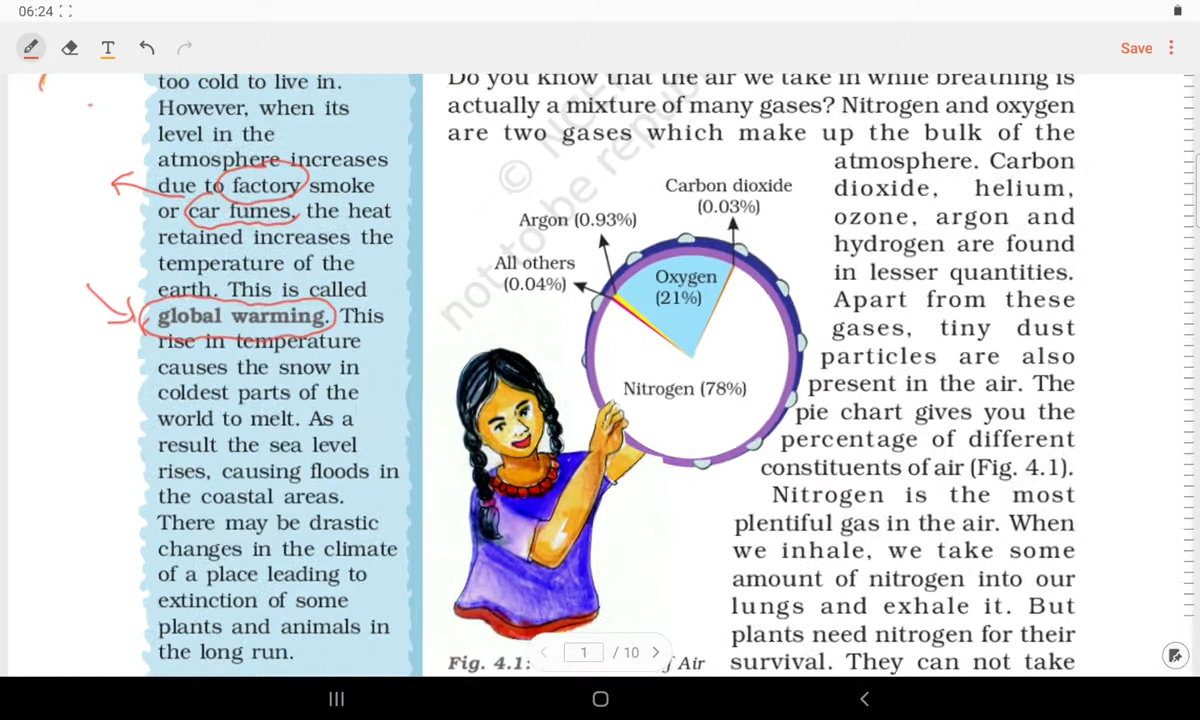 06:24
T
Save
too cold to live in.
However, when its
level in the
atmosphere increases
due to factory smoke
or car fumes, the heat
retained increases the
temperature of the
earth. This is called
global warming. This
rise in temperature
causes the snow in
coldest parts of the
world to melt. As a
result the sea level
rises, causing floods in
the coastal areas.
There may be drastic
changes in the climate
of a place leading to
extinction of some
plants and animals in
the long run.
Do you know that the air we take in while breathing is
actually a mixture of many gases? Nitrogen and oxygen
are two gases which make up the bulk of the
atmosphere. Carbon
dioxide, helium,
ozone, argon and
hydrogen are found
in lesser quantities.
Apart from these
gases, tiny dust
particles are also
present in the air. The
pie chart gives you the
percentage of different
constituents of air (Fig. 4.1).
Nitrogen is the most
plentiful gas in the air. When
we inhale, we take some
amount of nitrogen into our
lungs and exhale it. But
plants need nitrogen for their
survival. They can not take
Carbon dioxide
(0.03%)
Argon (0.93%)
All others
(0.04%)
Oxygen
(21%)
Nitrogen (78%)
© NCE
not to be repu
Fig. 4.1:
Air
1 / 10